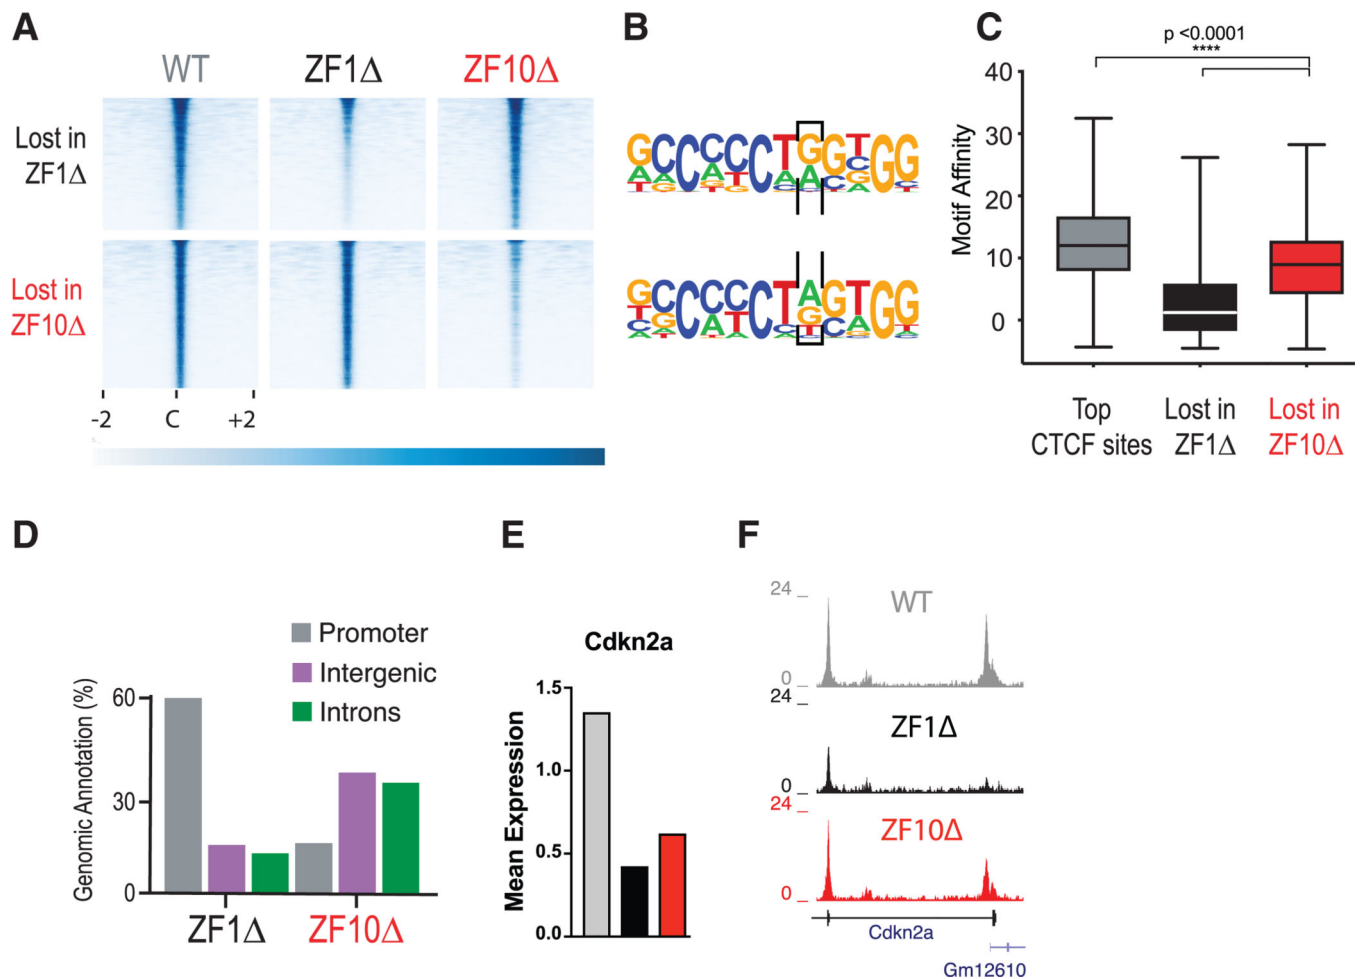 A
WT
ZF1Δ
ZF10Δ
Lost in
ZF1Δ
Lost in
ZF10Δ
-2
C
+2
B
GCCCCCTGGTGG
GCCCCCTAGTGG
C
p <0.0001
****
Motif Affinity
40
30
20
10
0
Top
CTCF sites
Lost in
ZF1Δ
Lost in
ZF10Δ
D
Promoter
Intergenic
Introns
Genomic Annotation (%)
60
30
0
ZF1Δ
ZF10Δ
E
Cdkn2a
Mean Expression
1.5
1.0
0.5
0.0
F
24
WT
0
24
ZF1Δ
0
24
ZF10Δ
0
Cdkn2a
Gm12610